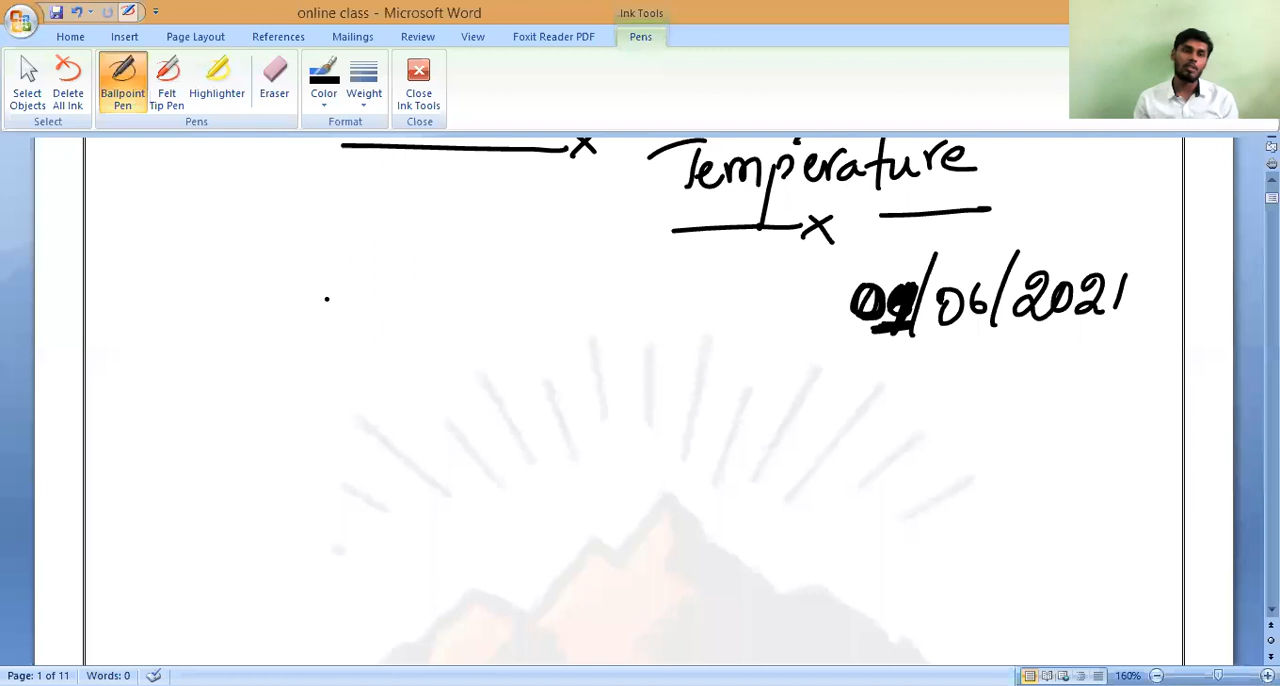 online class - Microsoft Word
Ink Tools
Home Insert Page Layout References Mailings Review View Foxit Reader PDF Pens
Select Objects
Delete All Ink
Ballpoint Pen
Felt Tip Pen
Highlighter
Eraser
Color
Weight
Close Ink Tools
Select
Pens
Format
Close
x
Temperature
x
/06/2021
Page: 1 of 11 Words: 0 160%